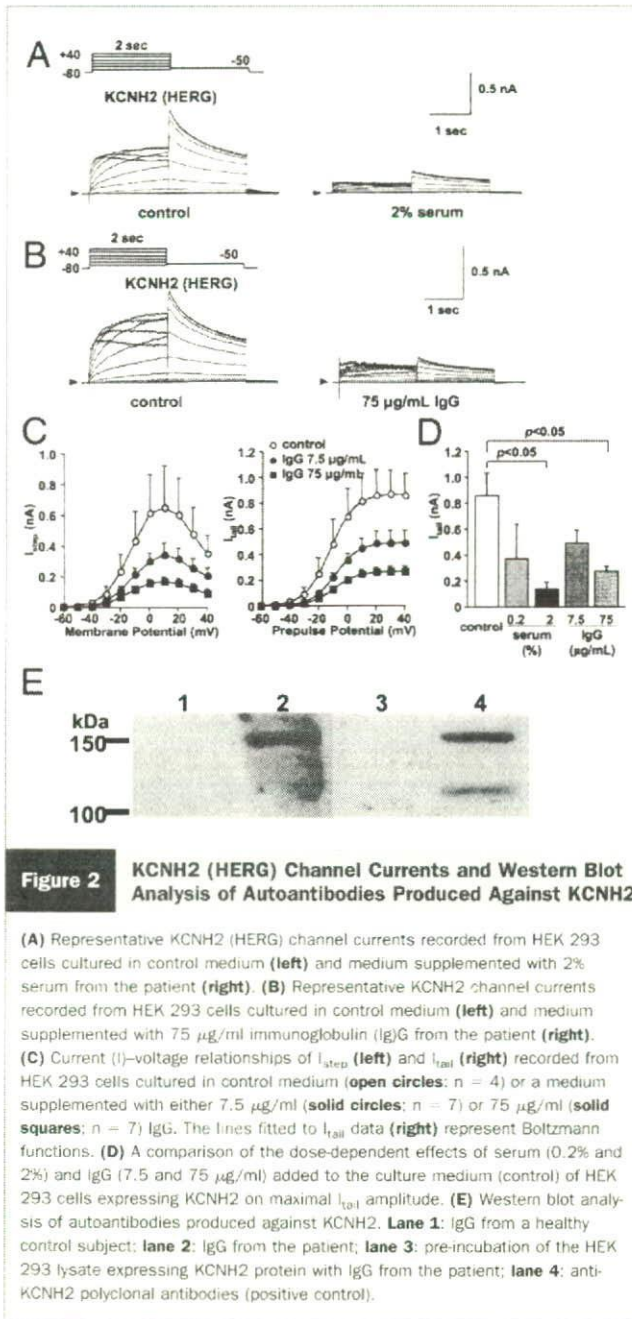 A
2 sec
+40
-80
-50
KCNH2 (HERG)
0.5 nA
1 sec
control
2% serum
B
2 sec
+40
-80
-50
KCNH2 (HERG)
0.5 nA
1 sec
control
75 µg/mL IgG
C
control
IgG 7.5 µg/mL
IgG 75 µg/mL
1.0
0.8
0.6
0.4
0.2
0
Istep (nA)
-60 -40 -20 0 20 40
Membrane Potential (mV)
1.2
1.0
0.8
0.6
0.4
0.2
0
Itail (nA)
-60 -40 -20 0 20 40
Prepulse Potential (mV)
D
p<0.05
p<0.05
1.2
1.0
0.8
0.6
0.4
0.2
0
Itail (nA)
control
0.2 2
serum
(%)
7.5 75
IgG
(µg/mL)
E
kDa
1 2 3 4
150
100
Figure 2
KCNH2 (HERG) Channel Currents and Western Blot
Analysis of Autoantibodies Produced Against KCNH2
(A) Representative KCNH2 (HERG) channel currents recorded from HEK 293
cells cultured in control medium (left) and medium supplemented with 2%
serum from the patient (right). (B) Representative KCNH2 channel currents
recorded from HEK 293 cells cultured in control medium (left) and medium
supplemented with 75 µg/ml immunoglobulin (Ig)G from the patient (right).
(C) Current (I)–voltage relationships of Istep (left) and Itail (right) recorded from
HEK 293 cells cultured in control medium (open circles; n = 4) or a medium
supplemented with either 7.5 µg/ml (solid circles; n = 7) or 75 µg/ml (solid
squares; n = 7) IgG. The lines fitted to Itail data (right) represent Boltzmann
functions. (D) A comparison of the dose-dependent effects of serum (0.2% and
2%) and IgG (7.5 and 75 µg/ml) added to the culture medium (control) of HEK
293 cells expressing KCNH2 on maximal Itail amplitude. (E) Western blot analy-
sis of autoantibodies produced against KCNH2. Lane 1: IgG from a healthy
control subject; lane 2: IgG from the patient; lane 3: pre-incubation of the HEK
293 lysate expressing KCNH2 protein with IgG from the patient; lane 4: anti-
KCNH2 polyclonal antibodies (positive control).